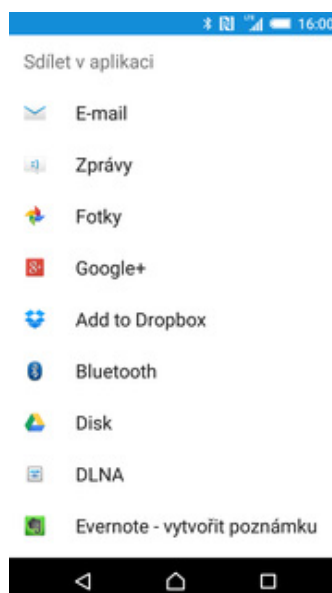 16:00
Sdílet v aplikaci
E-mail
Zprávy
Fotky
Google+
Add to Dropbox
Bluetooth
Disk
DLNA
Evernote - vytvořit poznámku